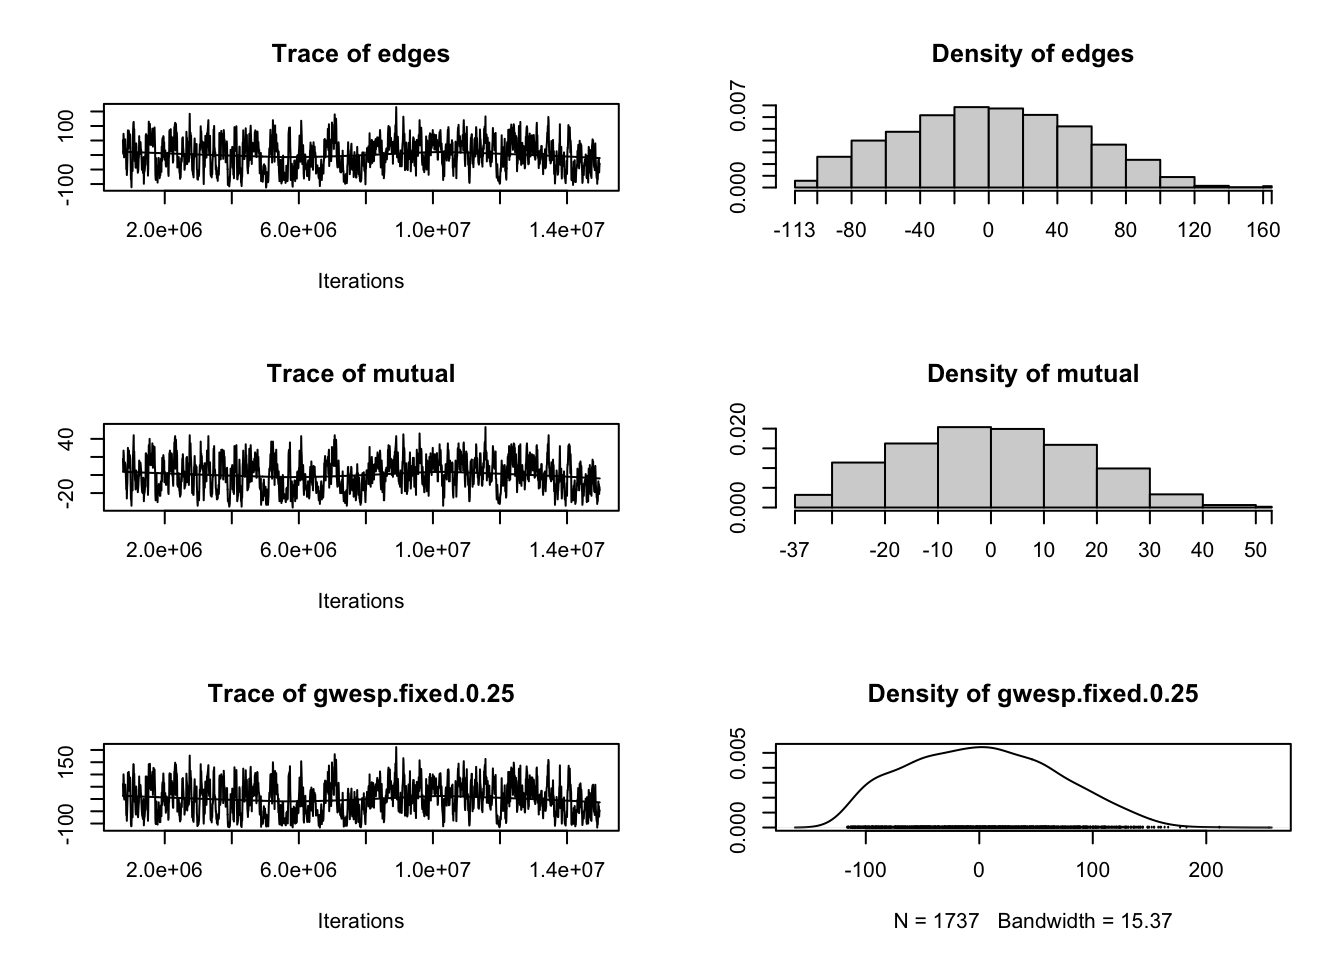 Trace of edges
100
-100
2.0e+06 6.0e+06 1.0e+07 1.4e+07
Iterations
Density of edges
0.007
0.000
-113 -80 -40 0 40 80 120 160
Trace of mutual
40
-20
2.0e+06 6.0e+06 1.0e+07 1.4e+07
Iterations
Density of mutual
0.020
0.000
-37 -20 -10 0 10 20 30 40 50
Trace of gwesp.fixed.0.25
150
-100
2.0e+06 6.0e+06 1.0e+07 1.4e+07
Iterations
Density of gwesp.fixed.0.25
0.005
0.000
-100 0 100 200
N = 1737 Bandwidth = 15.37